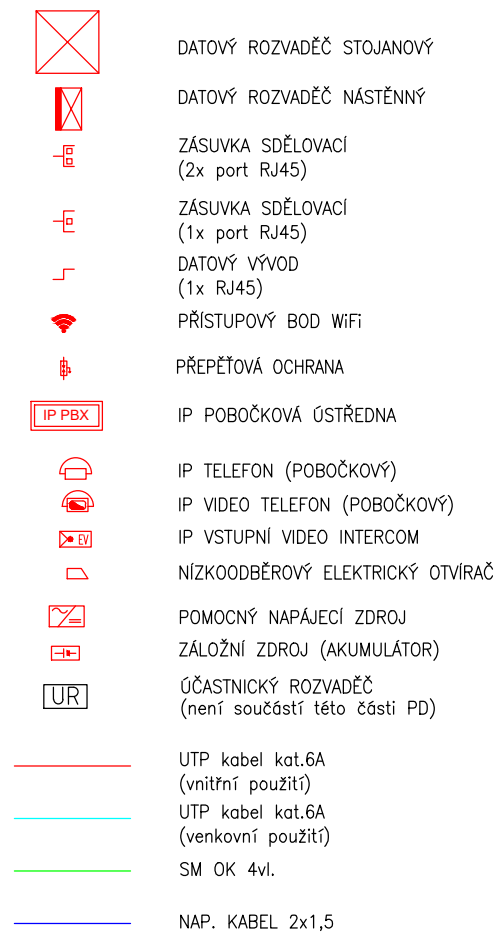 DATOVÝ ROZVADĚČ STOJANOVÝ
DATOVÝ ROZVADĚČ NÁSTĚNNÝ
ZÁSUVKA SDĚLOVACÍ
(2x port RJ45)
ZÁSUVKA SDĚLOVACÍ
(1x port RJ45)
DATOVÝ VÝVOD
(1x RJ45)
PŘÍSTUPOVÝ BOD WiFi
PŘEPĚŤOVÁ OCHRANA
IP PBX IP POBOČKOVÁ ÚSTŘEDNA
IP TELEFON (POBOČKOVÝ)
IP VIDEO TELEFON (POBOČKOVÝ)
EV IP VSTUPNÍ VIDEO INTERCOM
NÍZKOODBĚROVÝ ELEKTRICKÝ OTVÍRAČ
POMOCNÝ NAPÁJECÍ ZDROJ
ZÁLOŽNÍ ZDROJ (AKUMULÁTOR)
UR ÚČASTNICKÝ ROZVADĚČ
(není součástí této části PD)
UTP kabel kat.6A
(vnitřní použití)
UTP kabel kat.6A
(venkovní použití)
SM OK 4vl.
NAP. KABEL 2x1,5